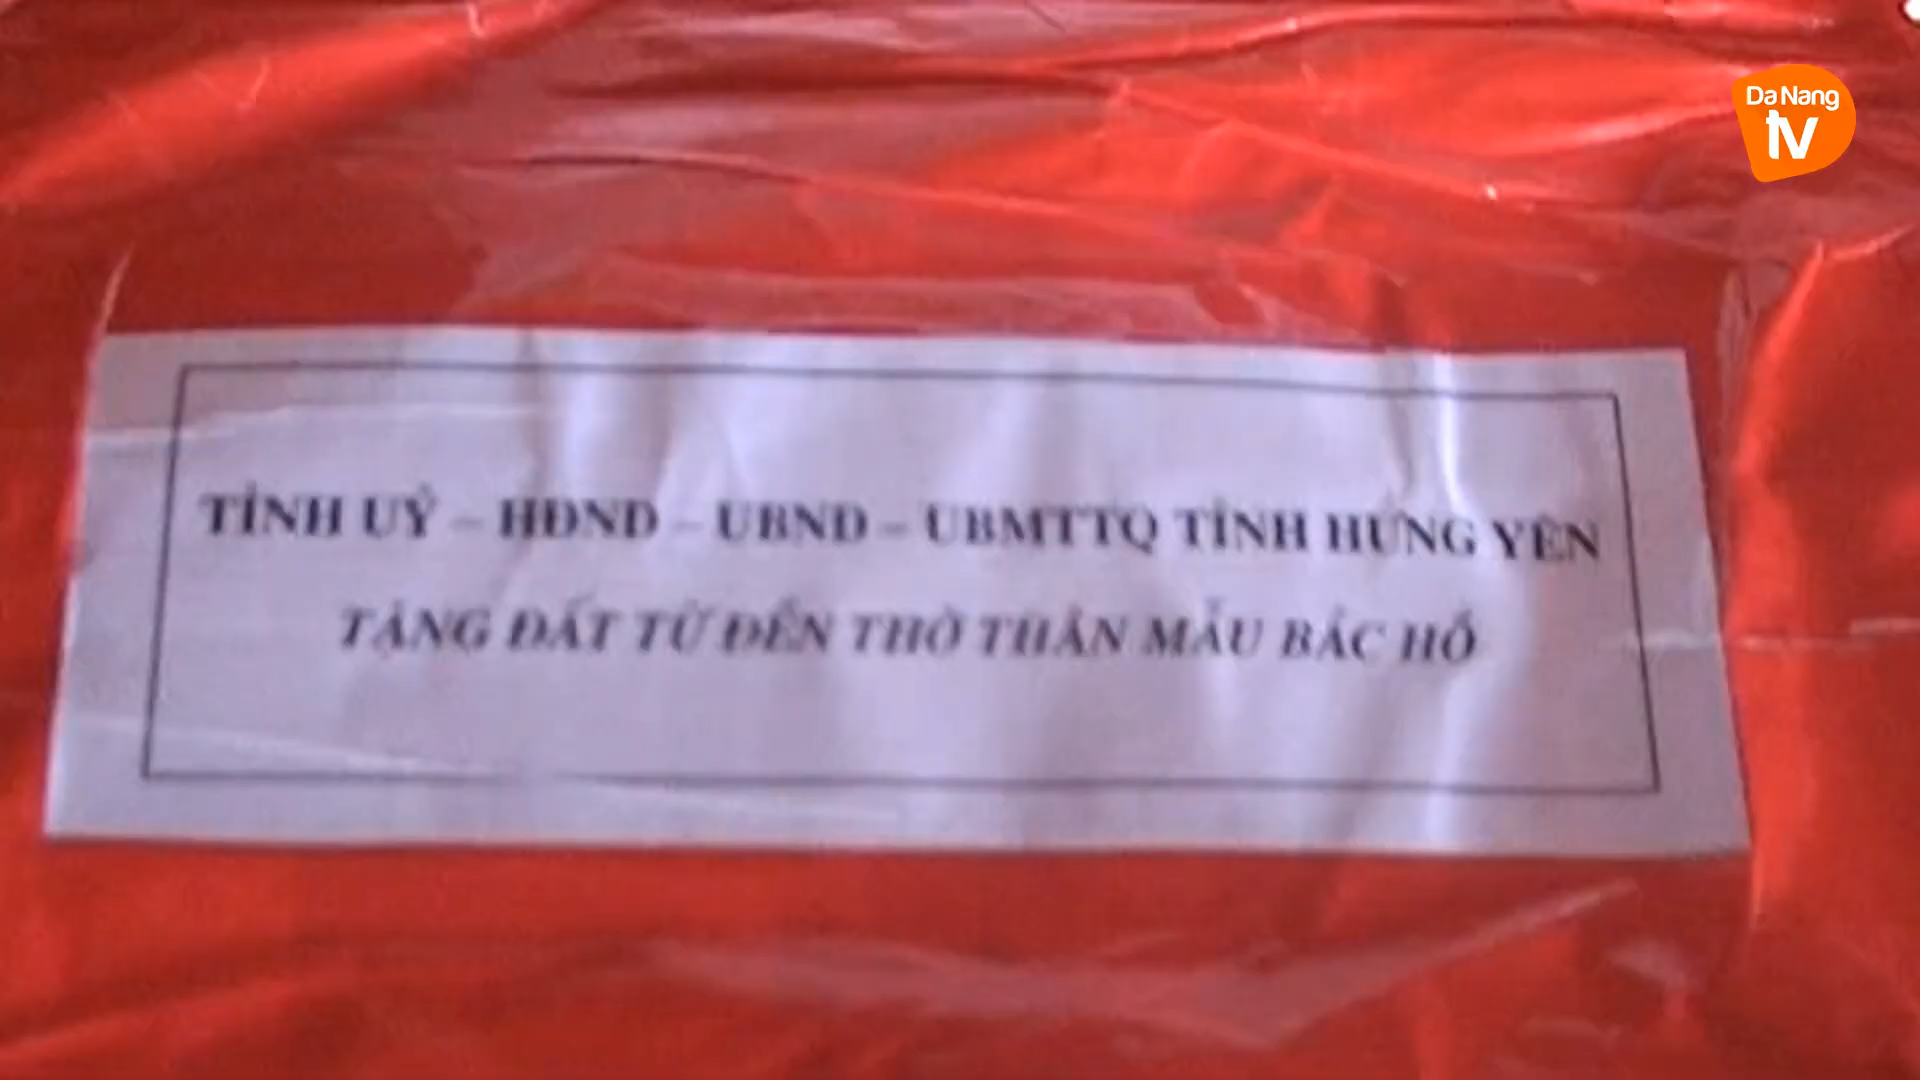 Da Nang
tv
TỈNH UỶ – HĐND – UBND – UBMTTQ TỈNH HƯNG YÊN
TẶNG ĐẤT TỪ ĐỀN THỜ THÂN MẪU BÁC HỒ